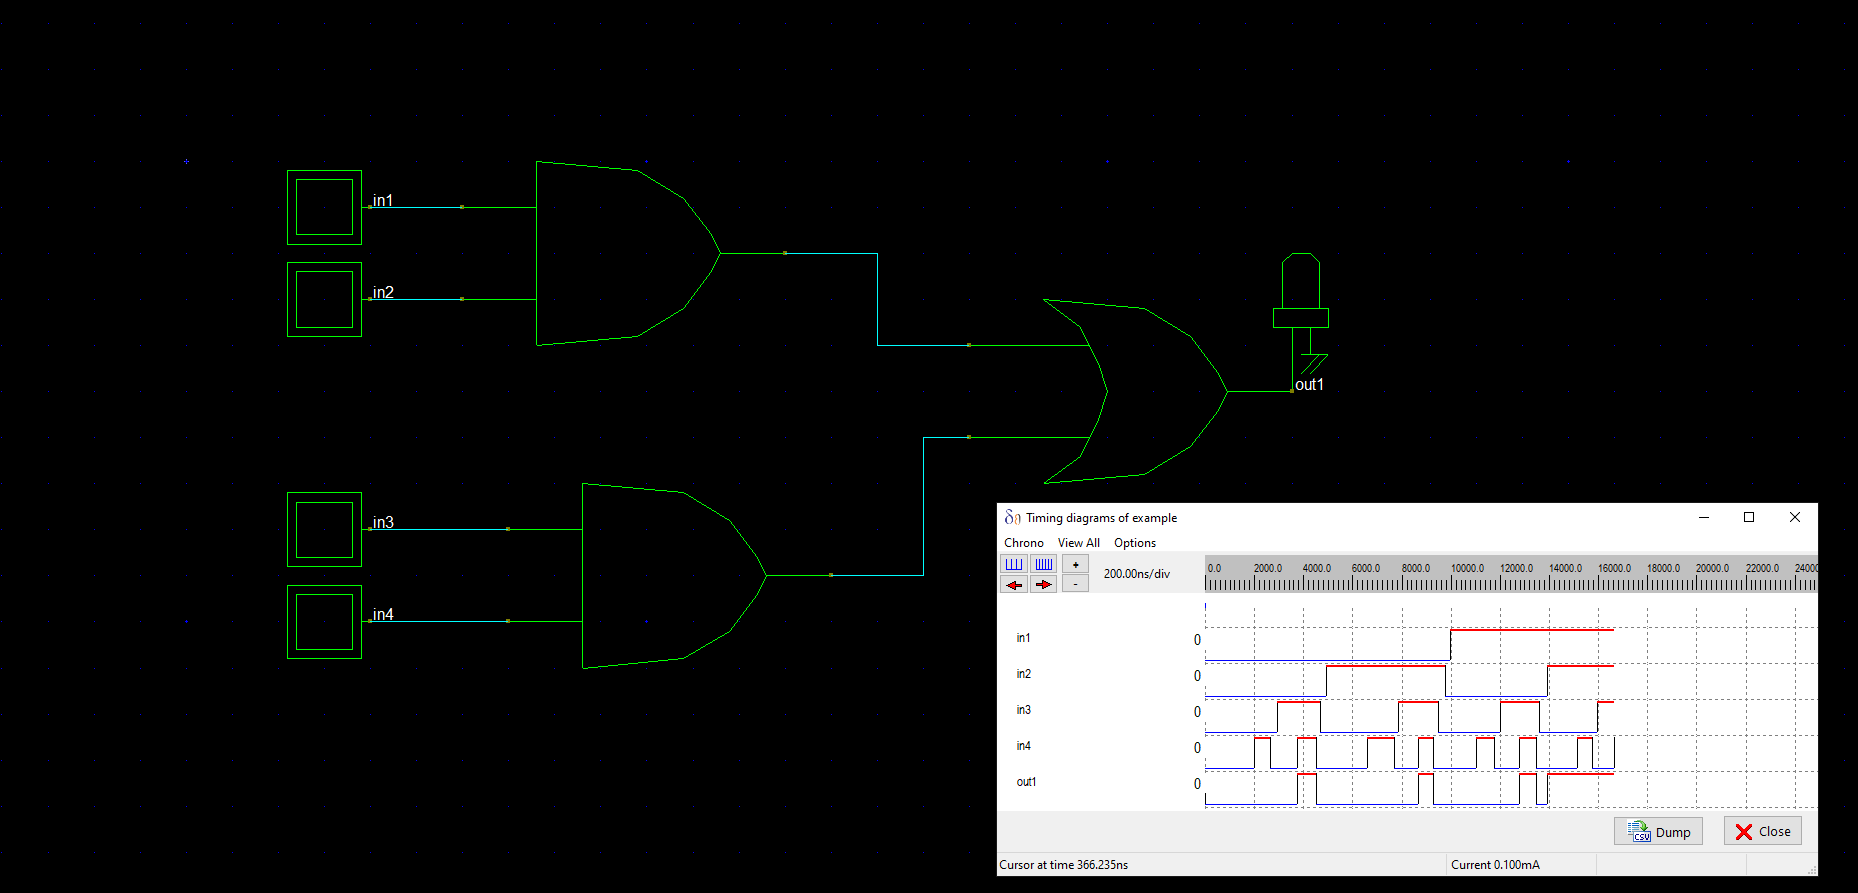 in1
in2
out1
in3
in4
Timing diagrams of example
Chrono View All Options
+
-
200.00ns/div
0.0 2000.0 4000.0 6000.0 8000.0 10000.0 12000.0 14000.0 16000.0 18000.0 20000.0 22000.0 24000
in1 0
in2 0
in3 0
in4 0
out1 0
CSV Dump
Close
Cursor at time 366.235ns
Current 0.100mA